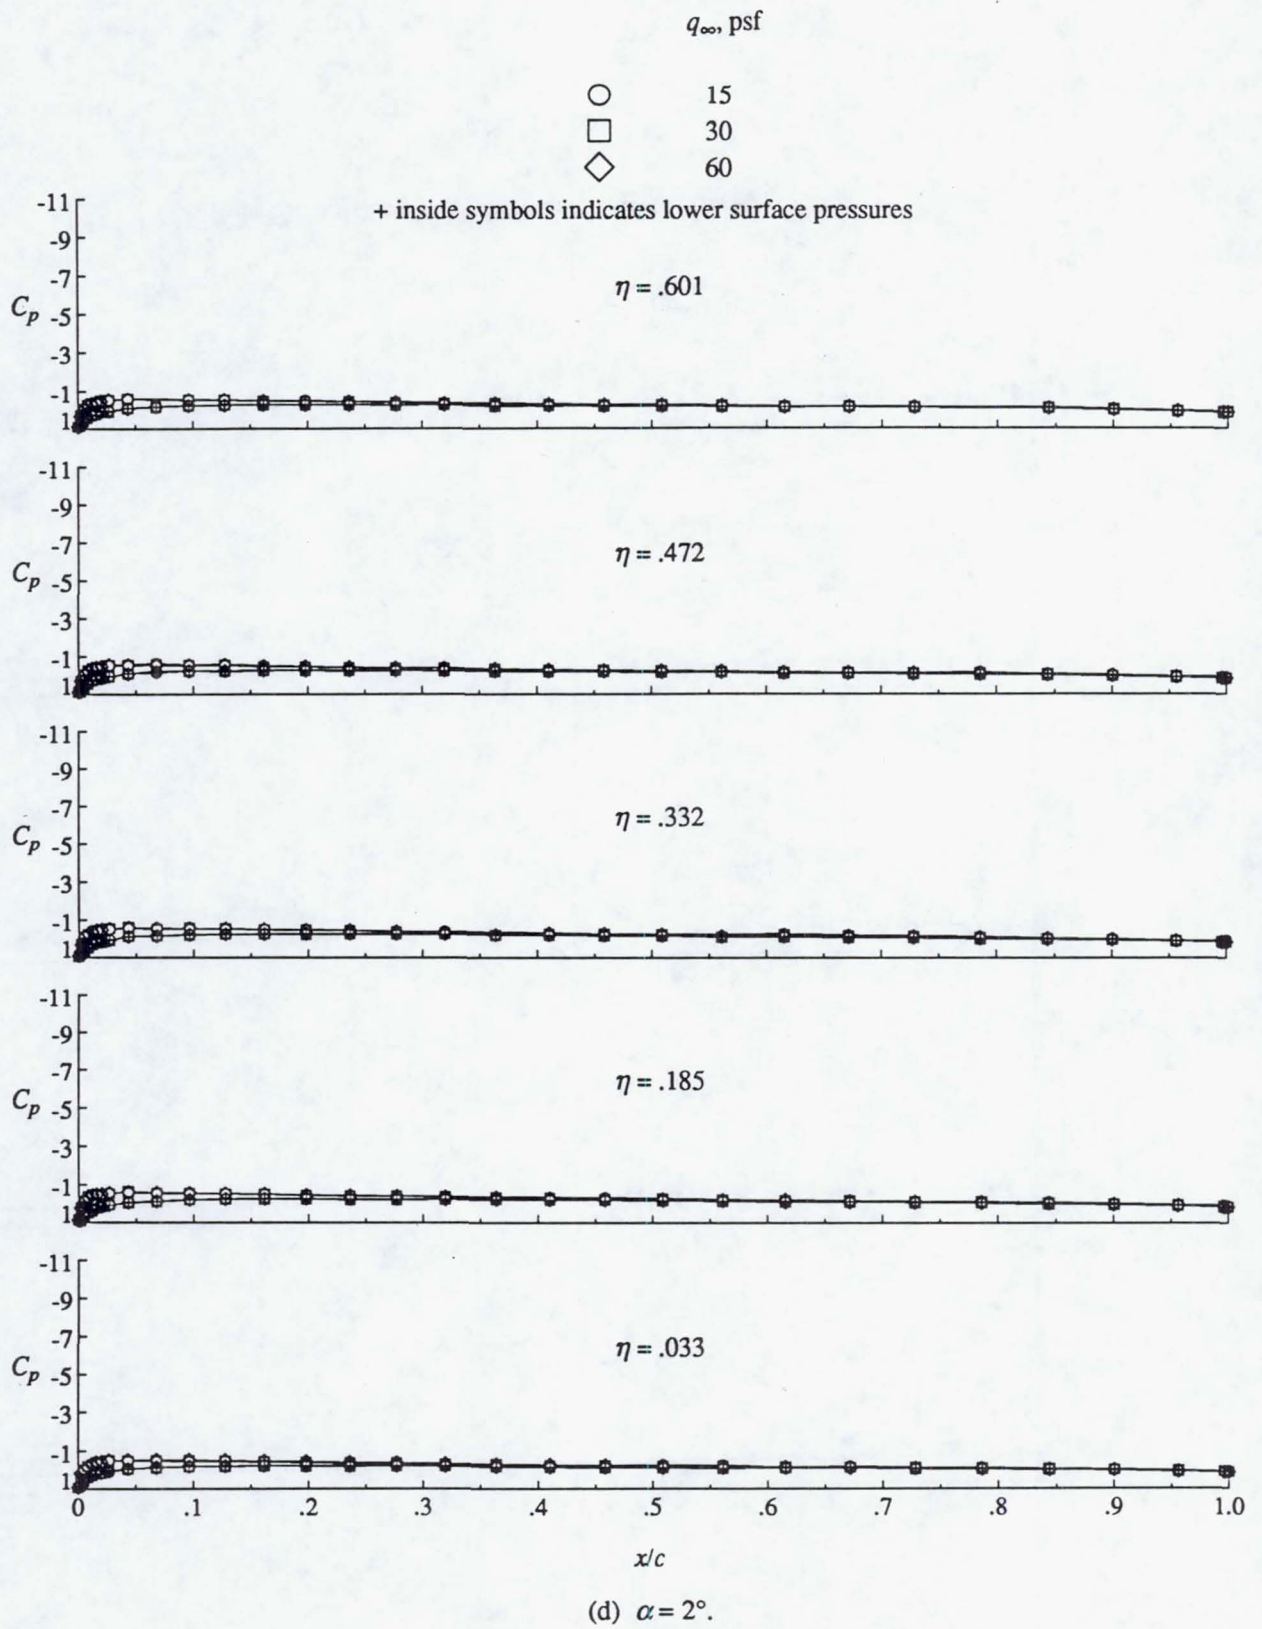 q∞, psf
○ 15
□ 30
◇ 60
+ inside symbols indicates lower surface pressures
-11
-9
-7
Cp -5
-3
-1
1
η = .601
-11
-9
-7
Cp -5
-3
-1
1
η = .472
-11
-9
-7
Cp -5
-3
-1
1
η = .332
-11
-9
-7
Cp -5
-3
-1
1
η = .185
-11
-9
-7
Cp -5
-3
-1
1
η = .033
0 .1 .2 .3 .4 .5 .6 .7 .8 .9 1.0
x/c
(d) α = 2°.